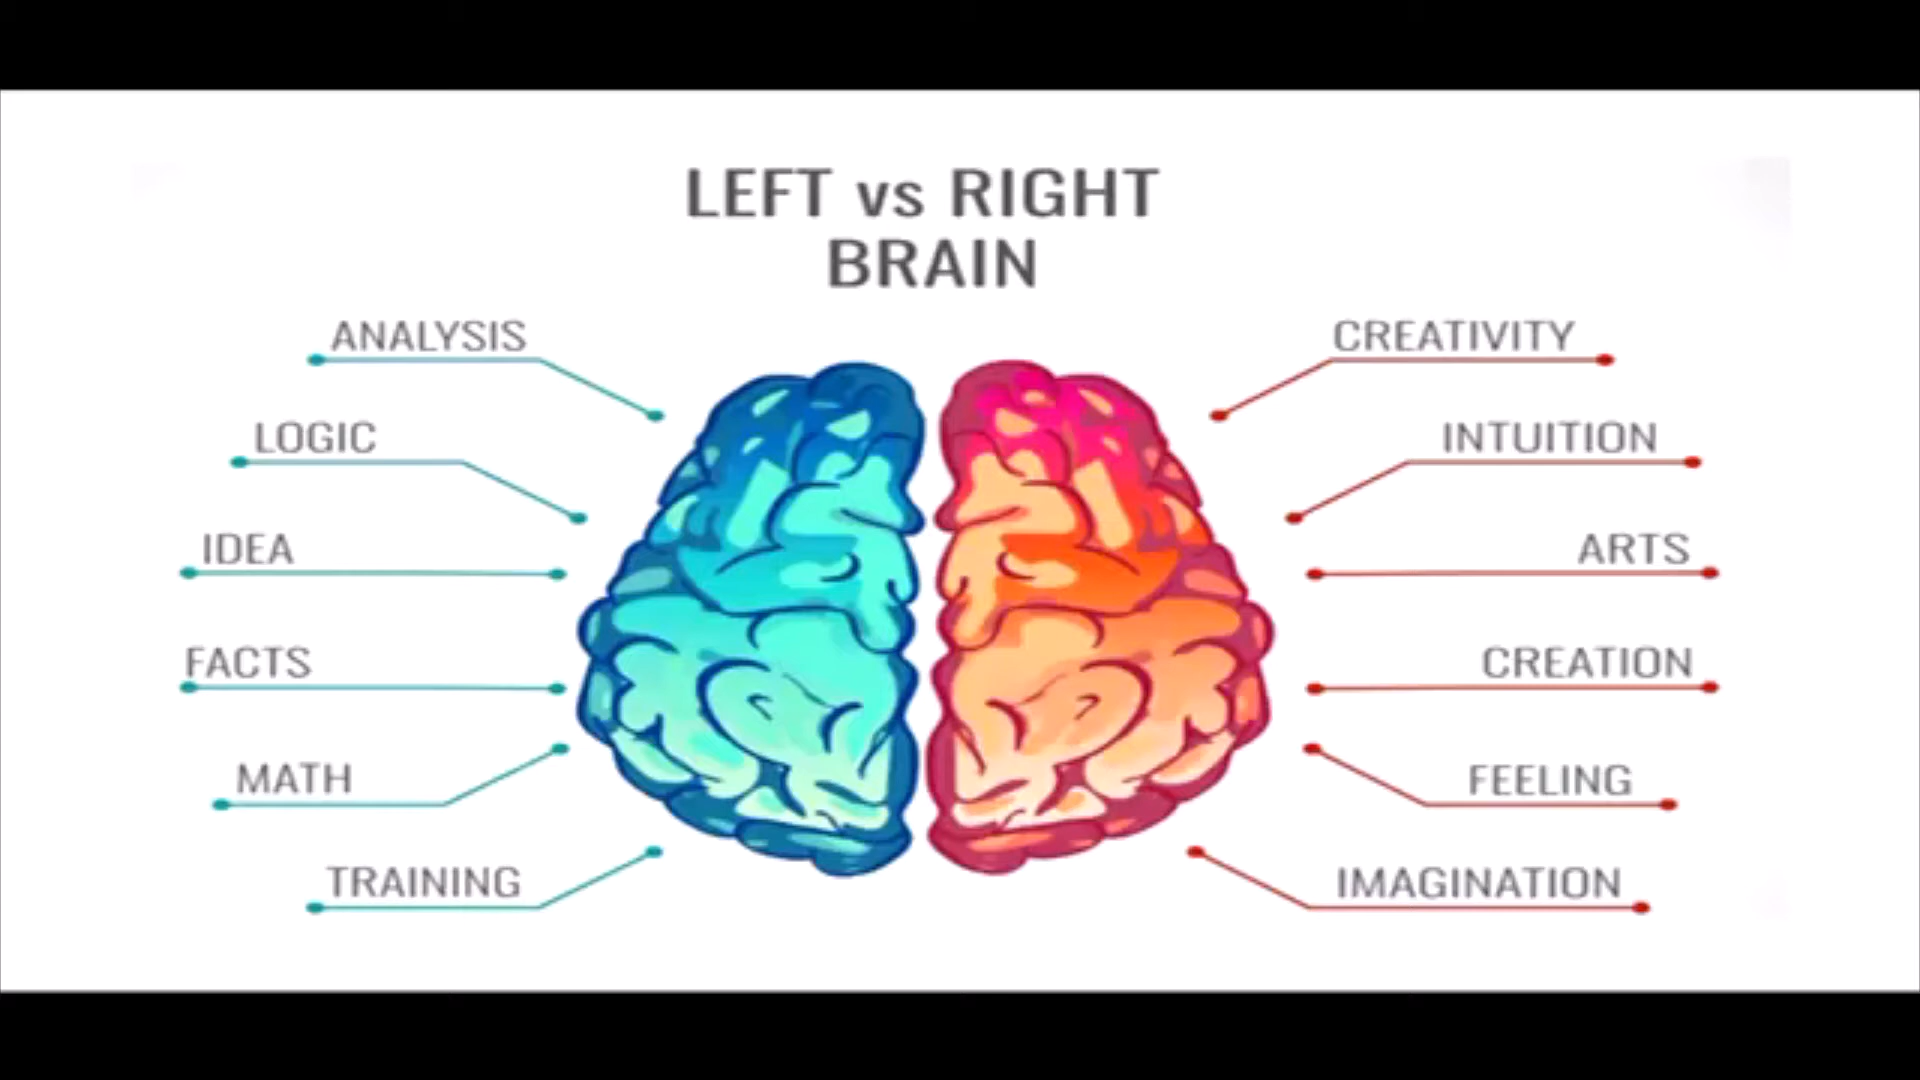 LEFT vs RIGHT
BRAIN
ANALYSIS
LOGIC
IDEA
FACTS
MATH
TRAINING
CREATIVITY
INTUITION
ARTS
CREATION
FEELING
IMAGINATION